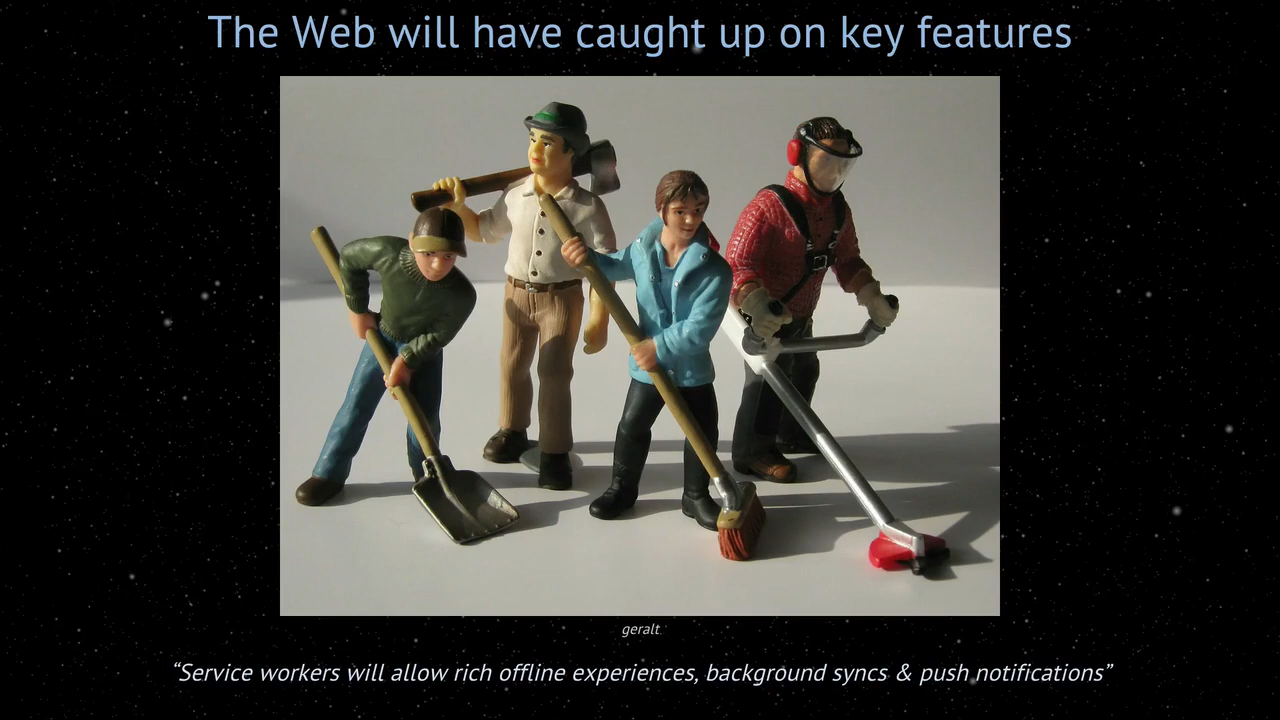 The Web will have caught up on key features
geralt
“Service workers will allow rich offline experiences, background syncs & push notifications”